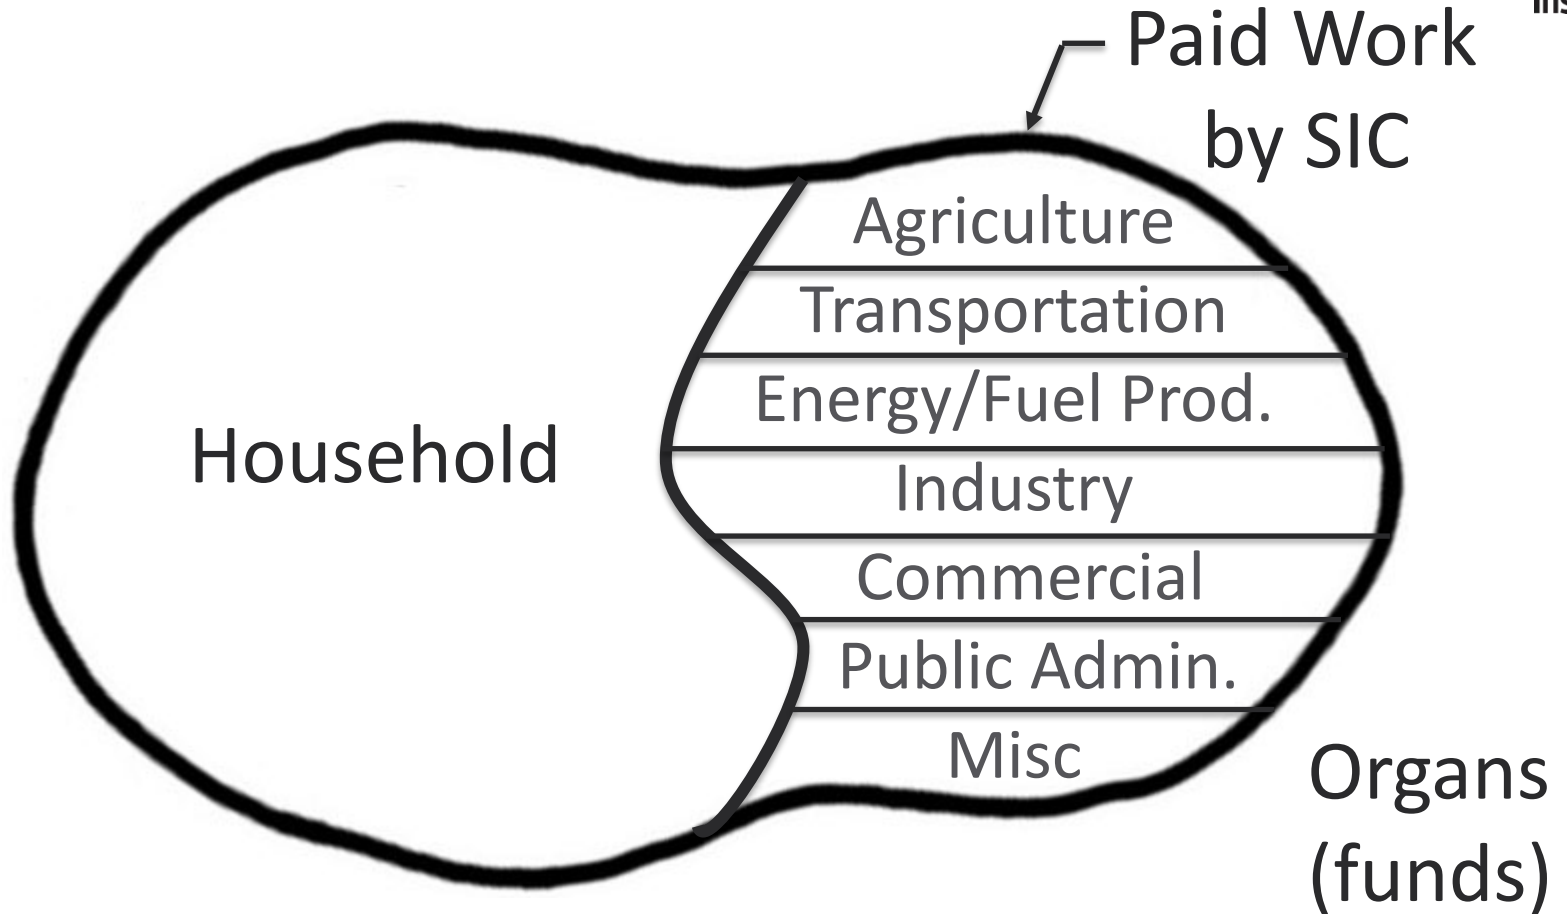 Paid Work
by SIC
Agriculture
Transportation
Energy/Fuel Prod.
Household
Industry
Commercial
Public Admin.
Misc
Organs
(funds)